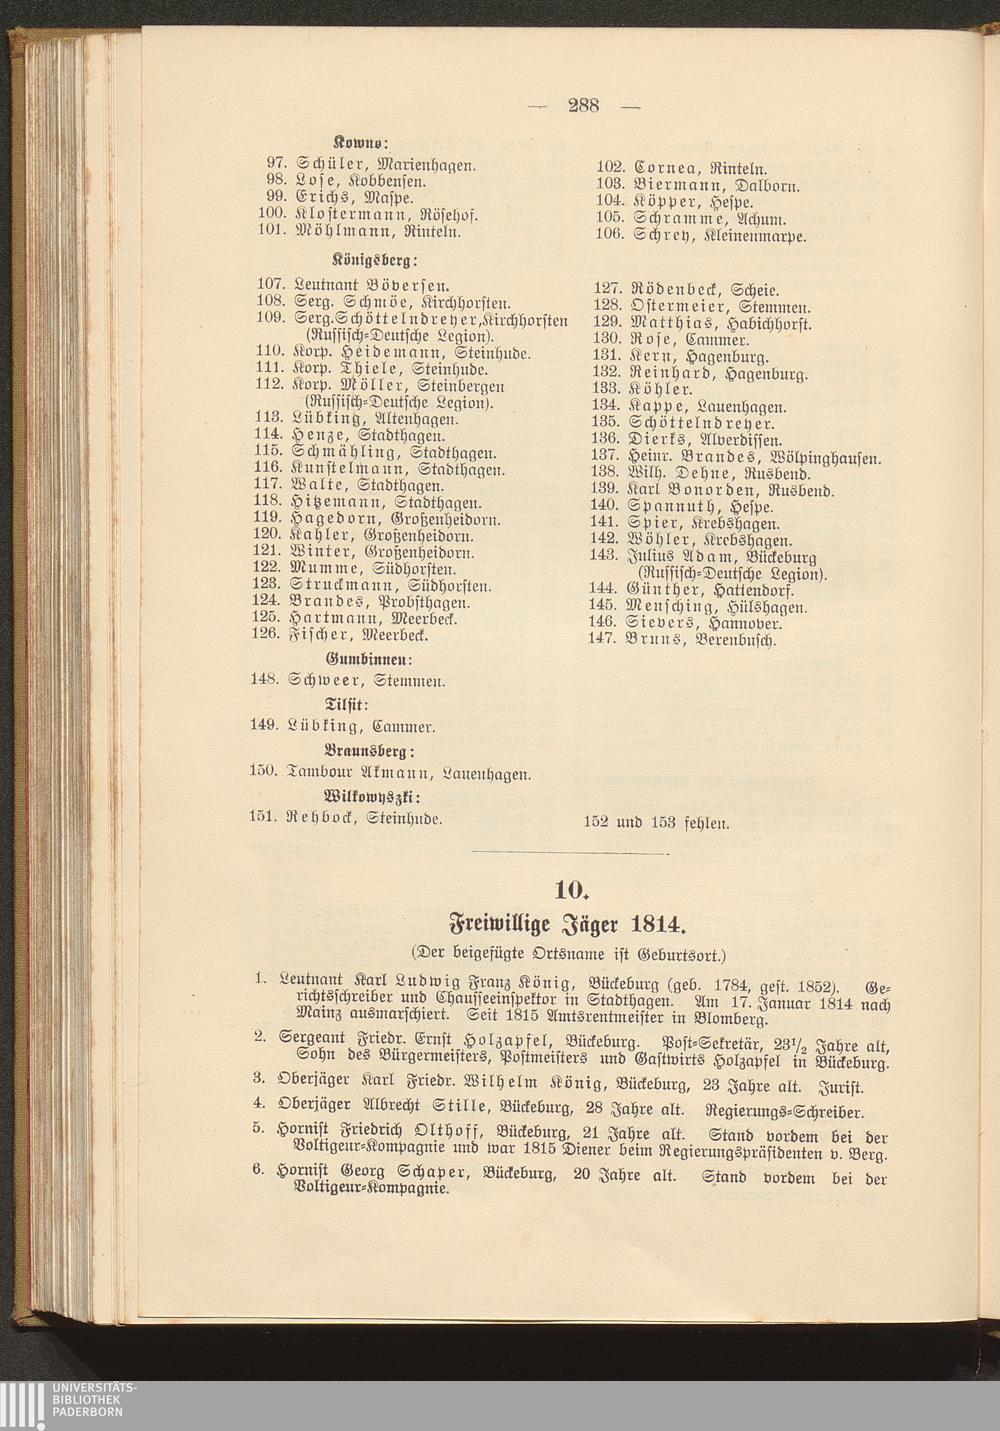 — 288 —
Kowno:
97. Schüler, Marienhagen.
98. Lose, Kobbensen.
99. Erichs, Maspe.
100. Klostermann, Rösehof.
101. Möhlmann, Rinteln.
102. Cornea, Rinteln.
103. Biermann, Dalborn.
104. Köpper, Hespe.
105. Schramme, Achum.
106. Schrey, Kleinenmarpe.
Königsberg:
107. Leutnant Böversen.
108. Serg. Schmöe, Kirchhorsten.
109. Serg. Schöttelndreyer, Kirchhorsten
(Russisch-Deutsche Legion).
110. Korp. Heidemann, Steinhude.
111. Korp. Thiele, Steinhude.
112. Korp. Möller, Steinbergen
(Russisch-Deutsche Legion).
113. Lübking, Altenhagen.
114. Henze, Stadthagen.
115. Schmähling, Stadthagen.
116. Kunstelmann, Stadthagen.
117. Walte, Stadthagen.
118. Hitzemann, Stadthagen.
119. Hagedorn, Großenheidorn.
120. Kahler, Großenheidorn.
121. Winter, Großenheidorn.
122. Mumme, Südhorsten.
123. Struckmann, Südhorsten.
124. Brandes, Probsthagen.
125. Hartmann, Meerbeck.
126. Fischer, Meerbeck.
127. Rödenbeck, Scheie.
128. Ostermeier, Stemmen.
129. Matthias, Habichhorst.
130. Rose, Cammer.
131. Kern, Hagenburg.
132. Reinhard, Hagenburg.
133. Köhler.
134. Kappe, Lauenhagen.
135. Schöttelndreyer.
136. Dierks, Alverdissen.
137. Heinr. Brandes, Wölpinghausen.
138. Wilh. Dehne, Rusbend.
139. Karl Bonorden, Rusbend.
140. Spannuth, Hespe.
141. Spier, Krebshagen.
142. Wöhler, Krebshagen.
143. Julius Adam, Bückeburg
(Russisch-Deutsche Legion).
144. Günther, Hattendorf.
145. Mensching, Hülshagen.
146. Sievers, Hannover.
147. Bruns, Berenbusch.
Gumbinnen:
148. Schweer, Stemmen.
Tilsit:
149. Lübking, Cammer.
Braunsberg:
150. Tambour Akmann, Lauenhagen.
Wilkowyszki:
151. Rehbock, Steinhude.
152 und 153 fehlen.
10.
Freiwillige Jäger 1814.
(Der beigefügte Ortsname ist Geburtsort.)
1. Leutnant Karl Ludwig Franz König, Bückeburg (geb. 1784, gest. 1852). Ge-
richtsschreiber und Chausseeinspektor in Stadthagen. Am 17. Januar 1814 nach
Mainz ausmarschiert. Seit 1815 Amtsrentmeister in Blomberg.
2. Sergeant Friedr. Ernst Holzapfel, Bückeburg. Post-Sekretär, 23½ Jahre alt,
Sohn des Bürgermeisters, Postmeisters und Gastwirts Holzapfel in Bückeburg.
3. Oberjäger Karl Friedr. Wilhelm König, Bückeburg, 23 Jahre alt. Jurist.
4. Oberjäger Albrecht Stille, Bückeburg, 28 Jahre alt. Regierungs-Schreiber.
5. Hornist Friedrich Olthoff, Bückeburg, 21 Jahre alt. Stand vordem bei der
Voltigeur-Kompagnie und war 1815 Diener beim Regierungspräsidenten v. Berg.
6. Hornist Georg Schaper, Bückeburg, 20 Jahre alt. Stand vordem bei der
Voltigeur-Kompagnie.
UNIVERSITÄTS-
BIBLIOTHEK
PADERBORN